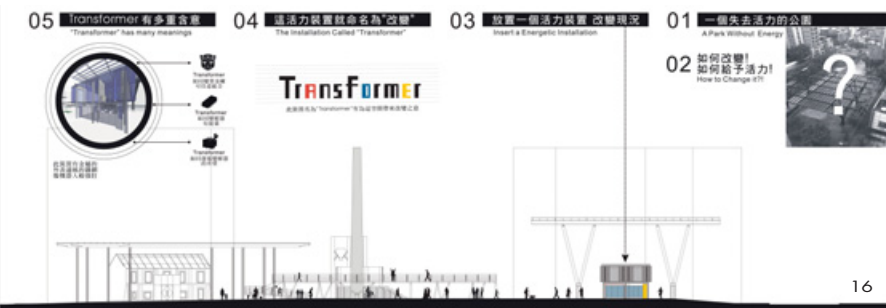 05 Transformer 有多重含意
"Transformer" has many meanings
04 這活力裝置就命名為"改變"
The Installation Called "Transformer"
03 放置一個活力裝置 改變現況
Insert a Energetic Installation
01 一個失去活力的公園
A Park Without Energy
02 如何改變!
如何給予活力!
How to Change it?!
?
TransFormer
Transformer
Transformer
Transformer
16